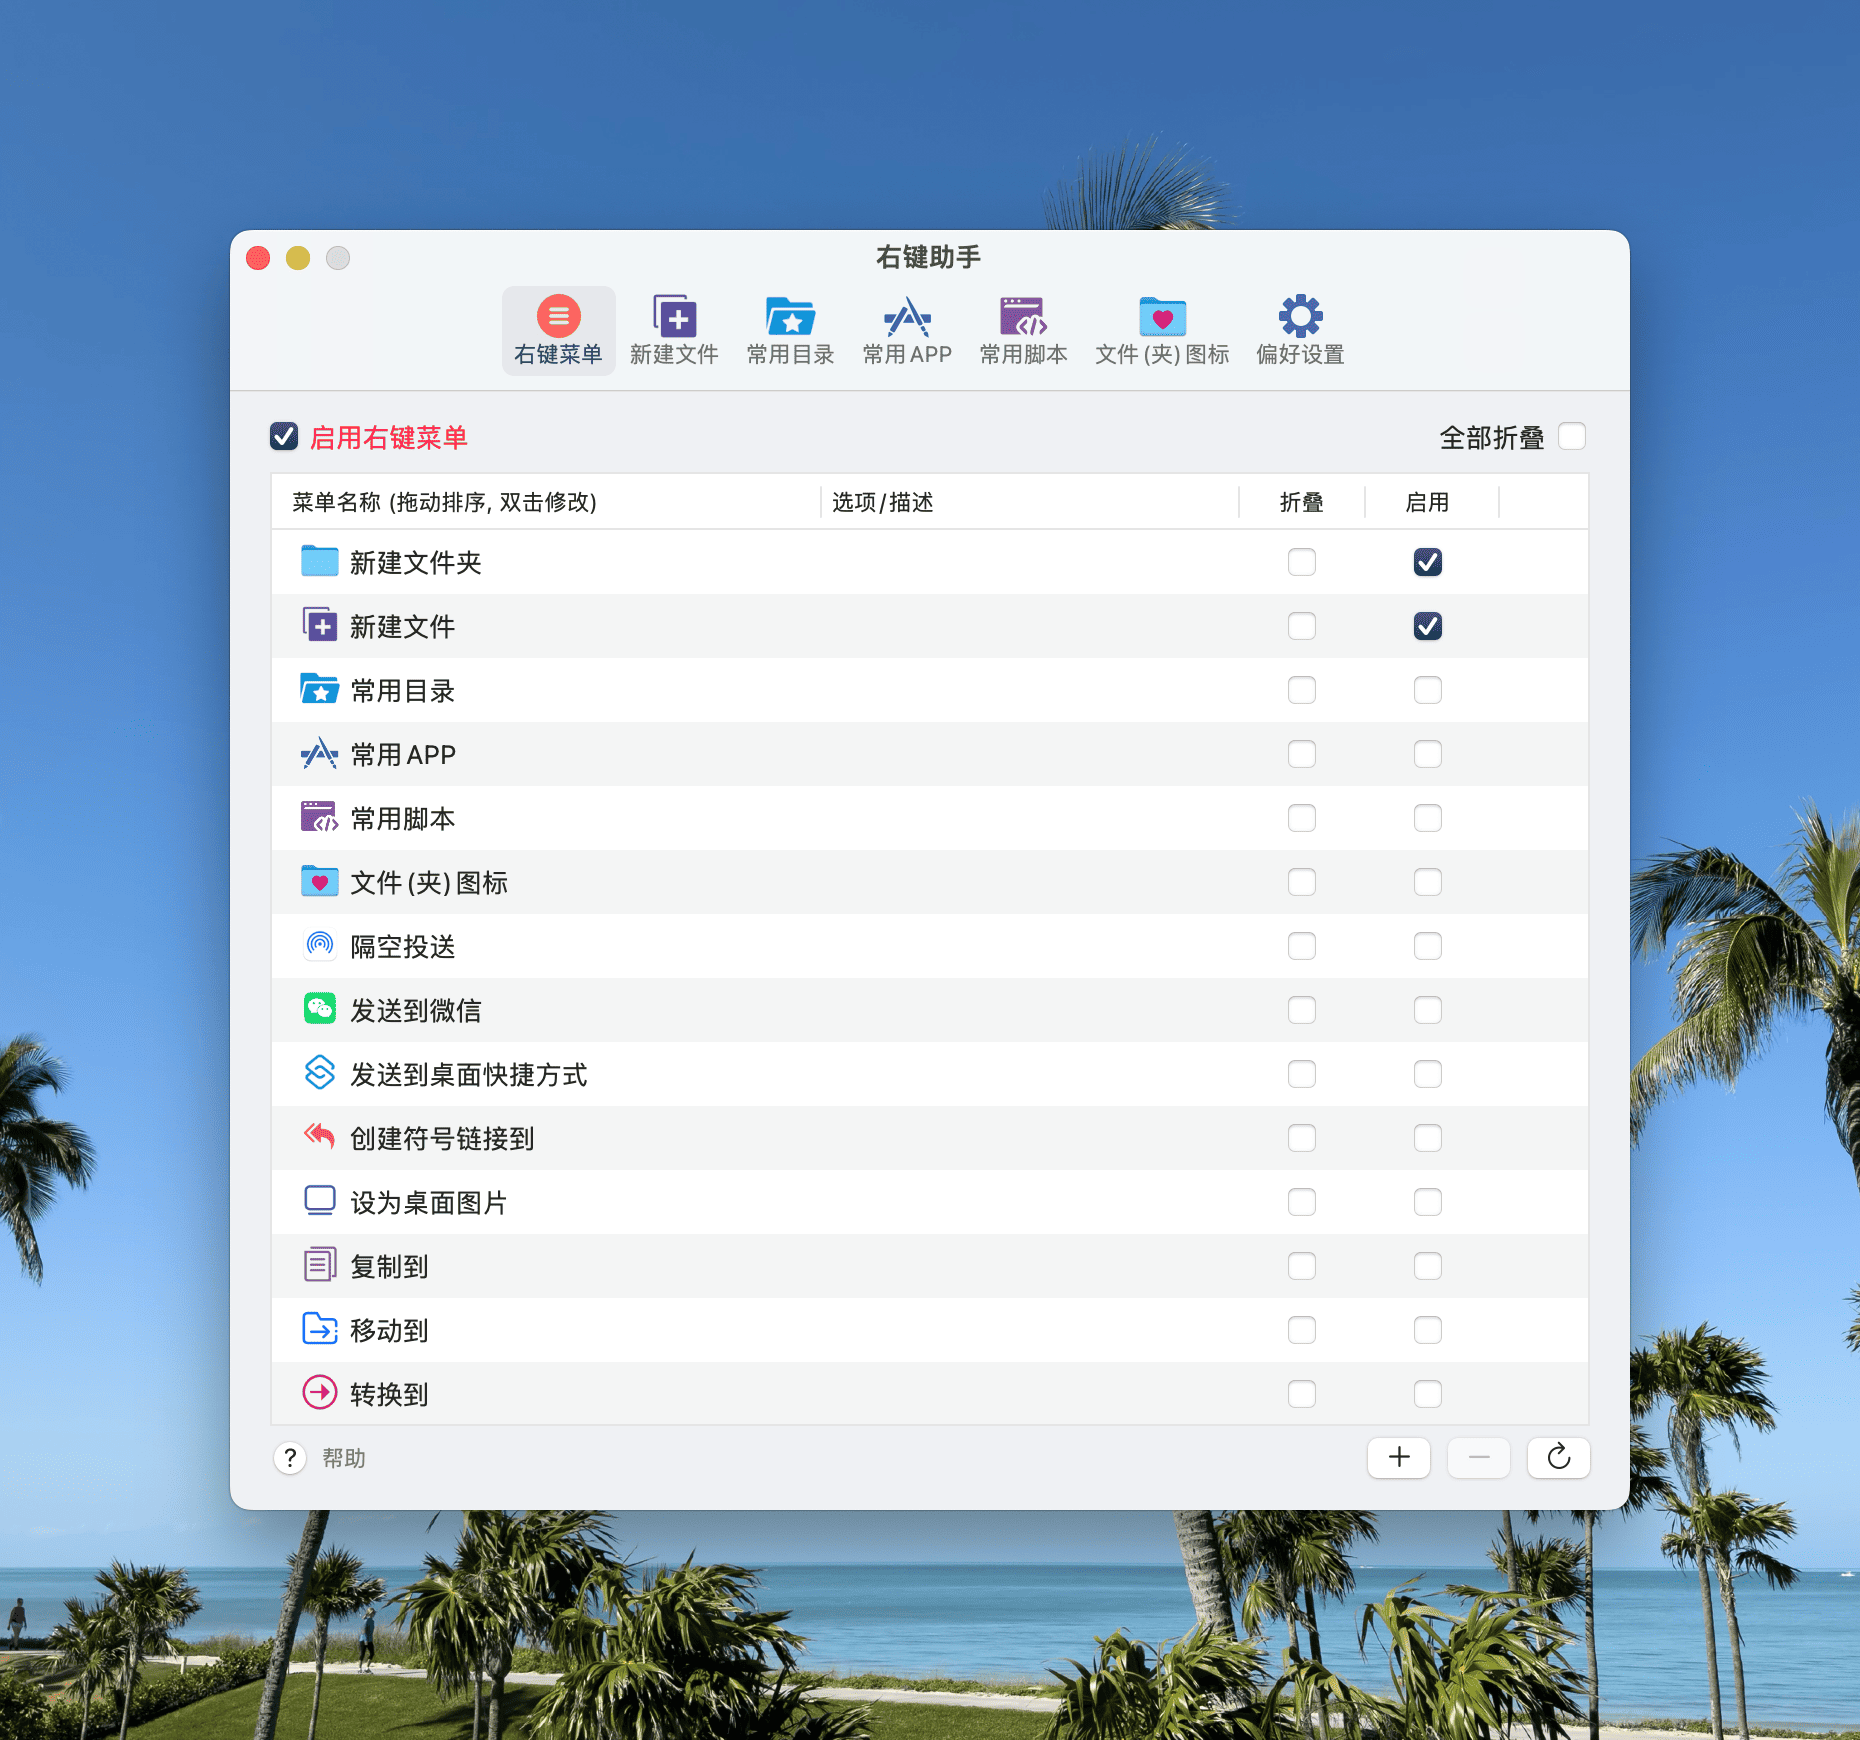 右键助手
右键菜单 新建文件 常用目录 常用APP 常用脚本 文件(夹)图标 偏好设置
启用右键菜单 全部折叠
菜单名称 (拖动排序, 双击修改) 选项/描述 折叠 启用
新建文件夹
新建文件
常用目录
常用APP
常用脚本
文件(夹)图标
隔空投送
发送到微信
发送到桌面快捷方式
创建符号链接到
设为桌面图片
复制到
移动到
转换到
? 帮助